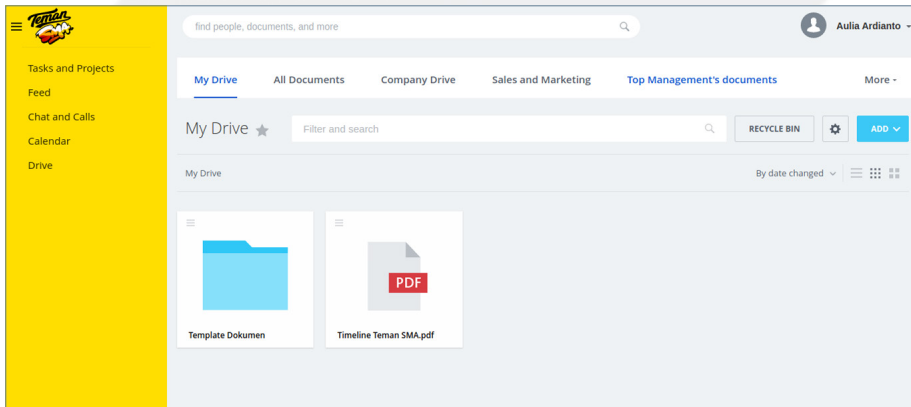 Teman
SMA
find people, documents, and more
Aulia Ardianto
Tasks and Projects
Feed
Chat and Calls
Calendar
Drive
My Drive All Documents Company Drive Sales and Marketing Top Management's documents More
My Drive
Filter and search
RECYCLE BIN
ADD
My Drive
By date changed
PDF
Template Dokumen
Timeline Teman SMA.pdf